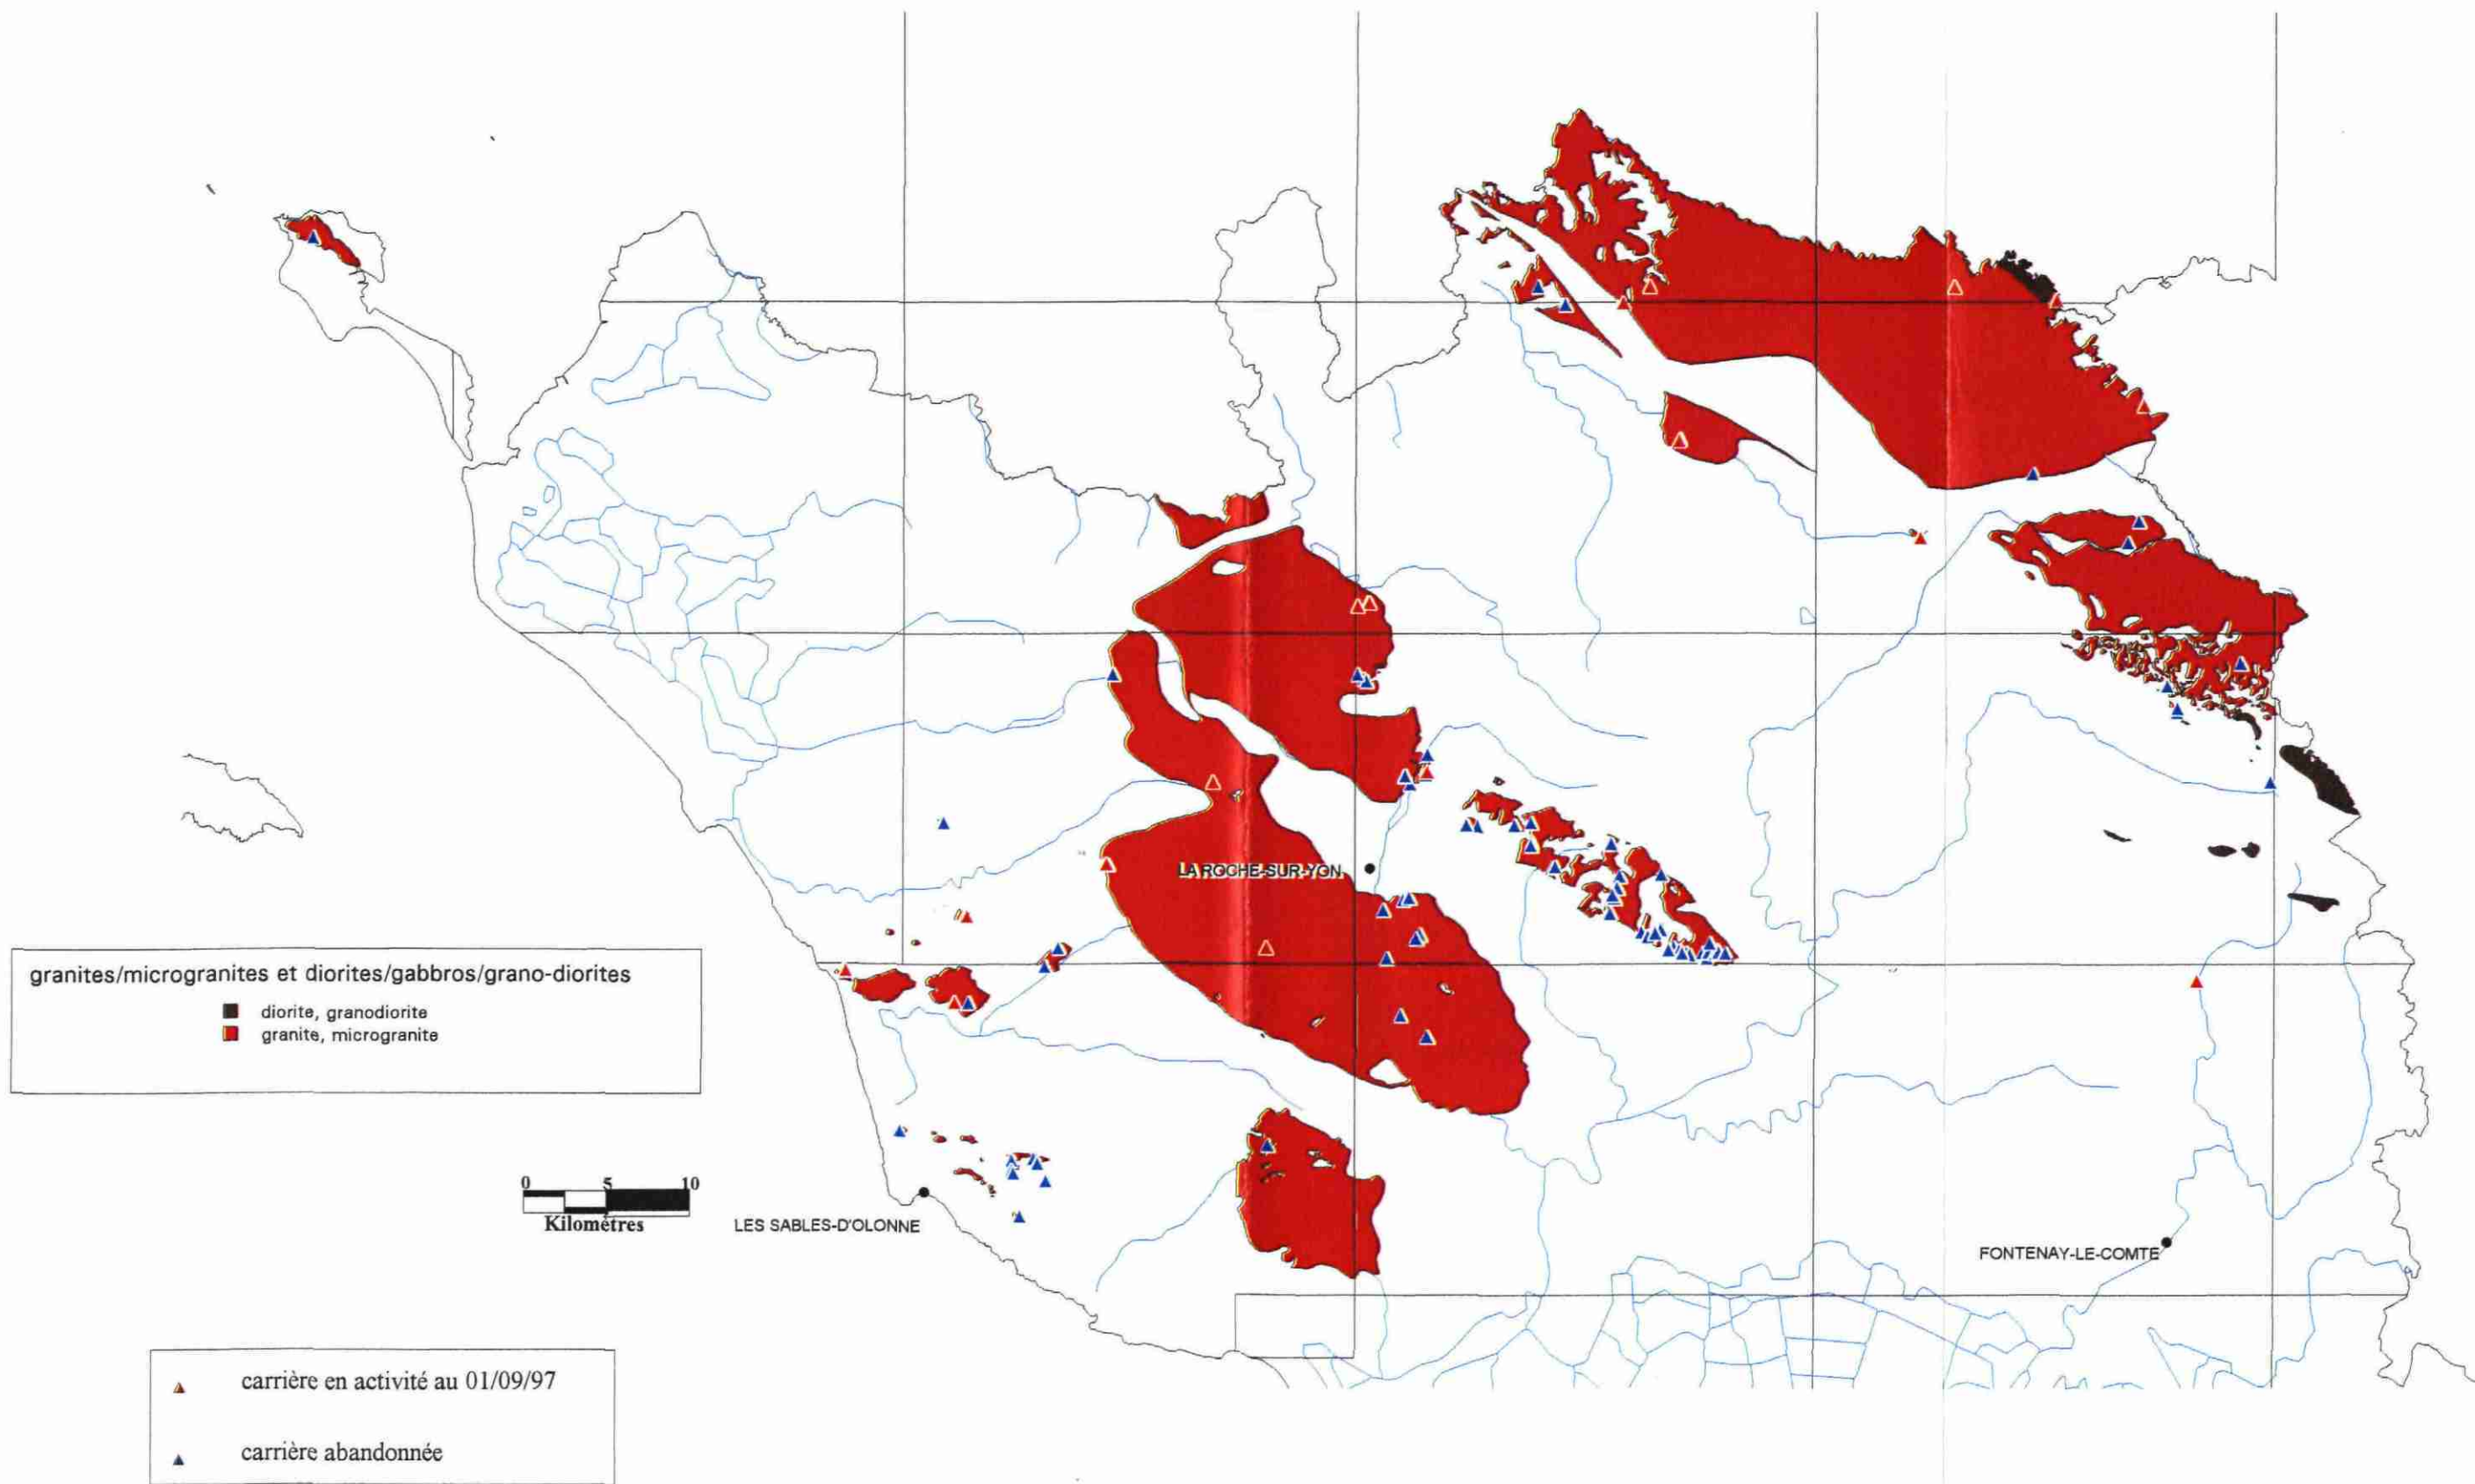 LA ROCHE-SUR-YON
granites/microgranites et diorites/gabbros/grano-diorites
diorite, granodiorite
granite, microgranite
0 5 10
Kilomètres
LES SABLES-D'OLONNE
FONTENAY-LE-COMTE
carrière en activité au 01/09/97
carrière abandonnée